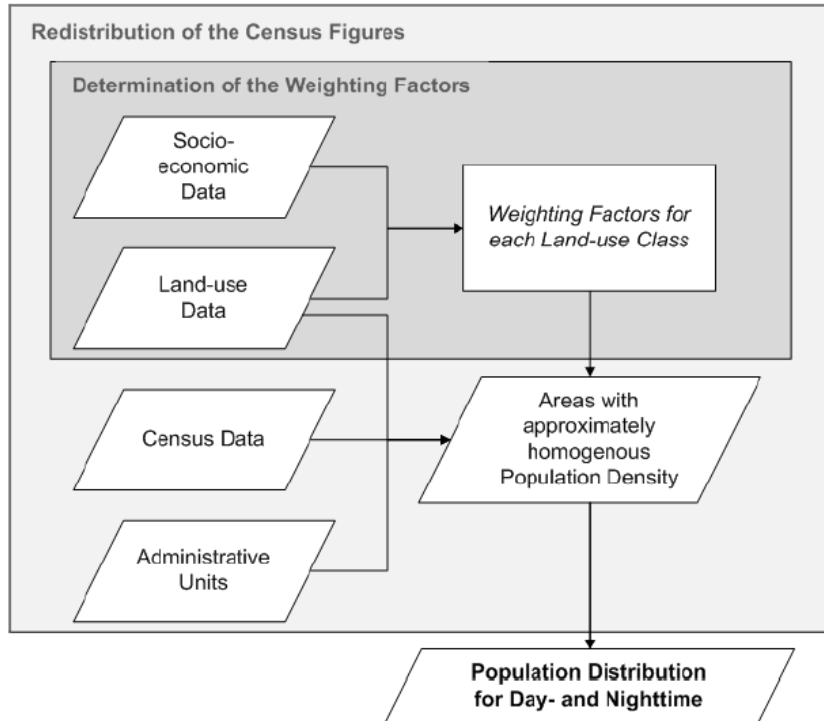 Redistribution of the Census Figures
Determination of the Weighting Factors
Socio-
economic
Data
Weighting Factors for
each Land-use Class
Land-use
Data
Areas with
approximately
homogenous
Population Density
Census Data
Administrative
Units
Population Distribution
for Day- and Nighttime